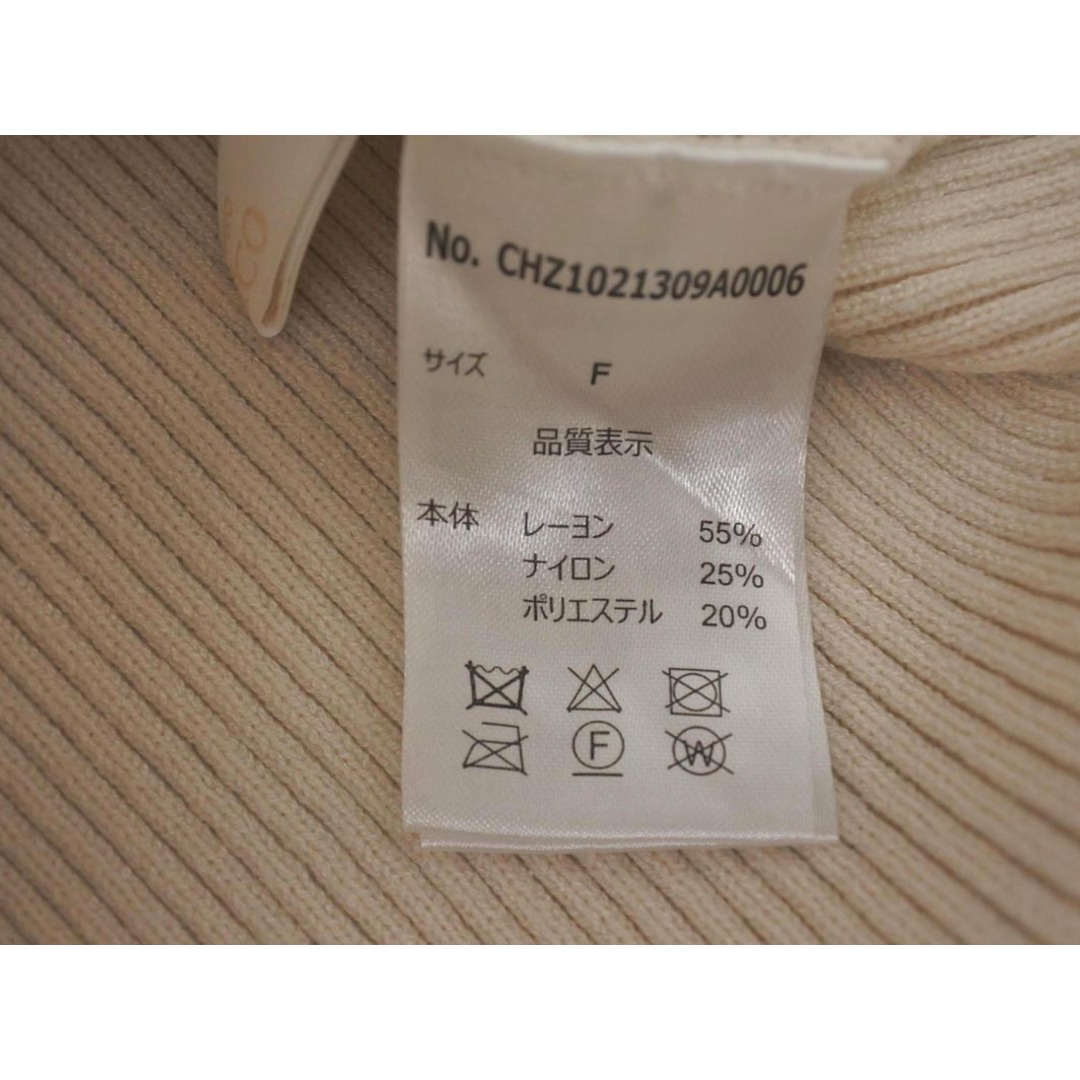 No. CHZ1021309A0006
サイズ F
品質表示
本体 レーヨン 55%
ナイロン 25%
ポリエステル 20%
F
W